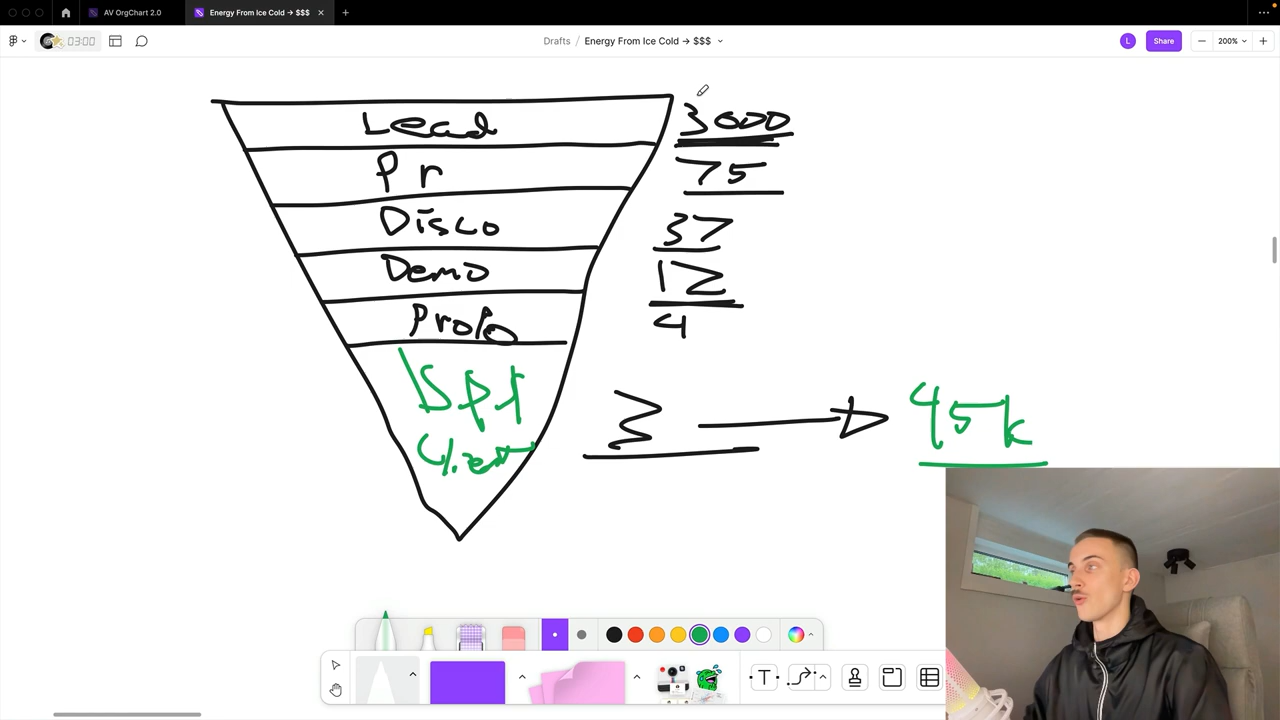 AV OrgChart 2.0
Energy From Ice Cold → $$$
03:00
Drafts / Energy From Ice Cold → $$$
L
Share
200%
Lead
3000
Pr
75
Disco
37
Demo
12
4
3
45k
T